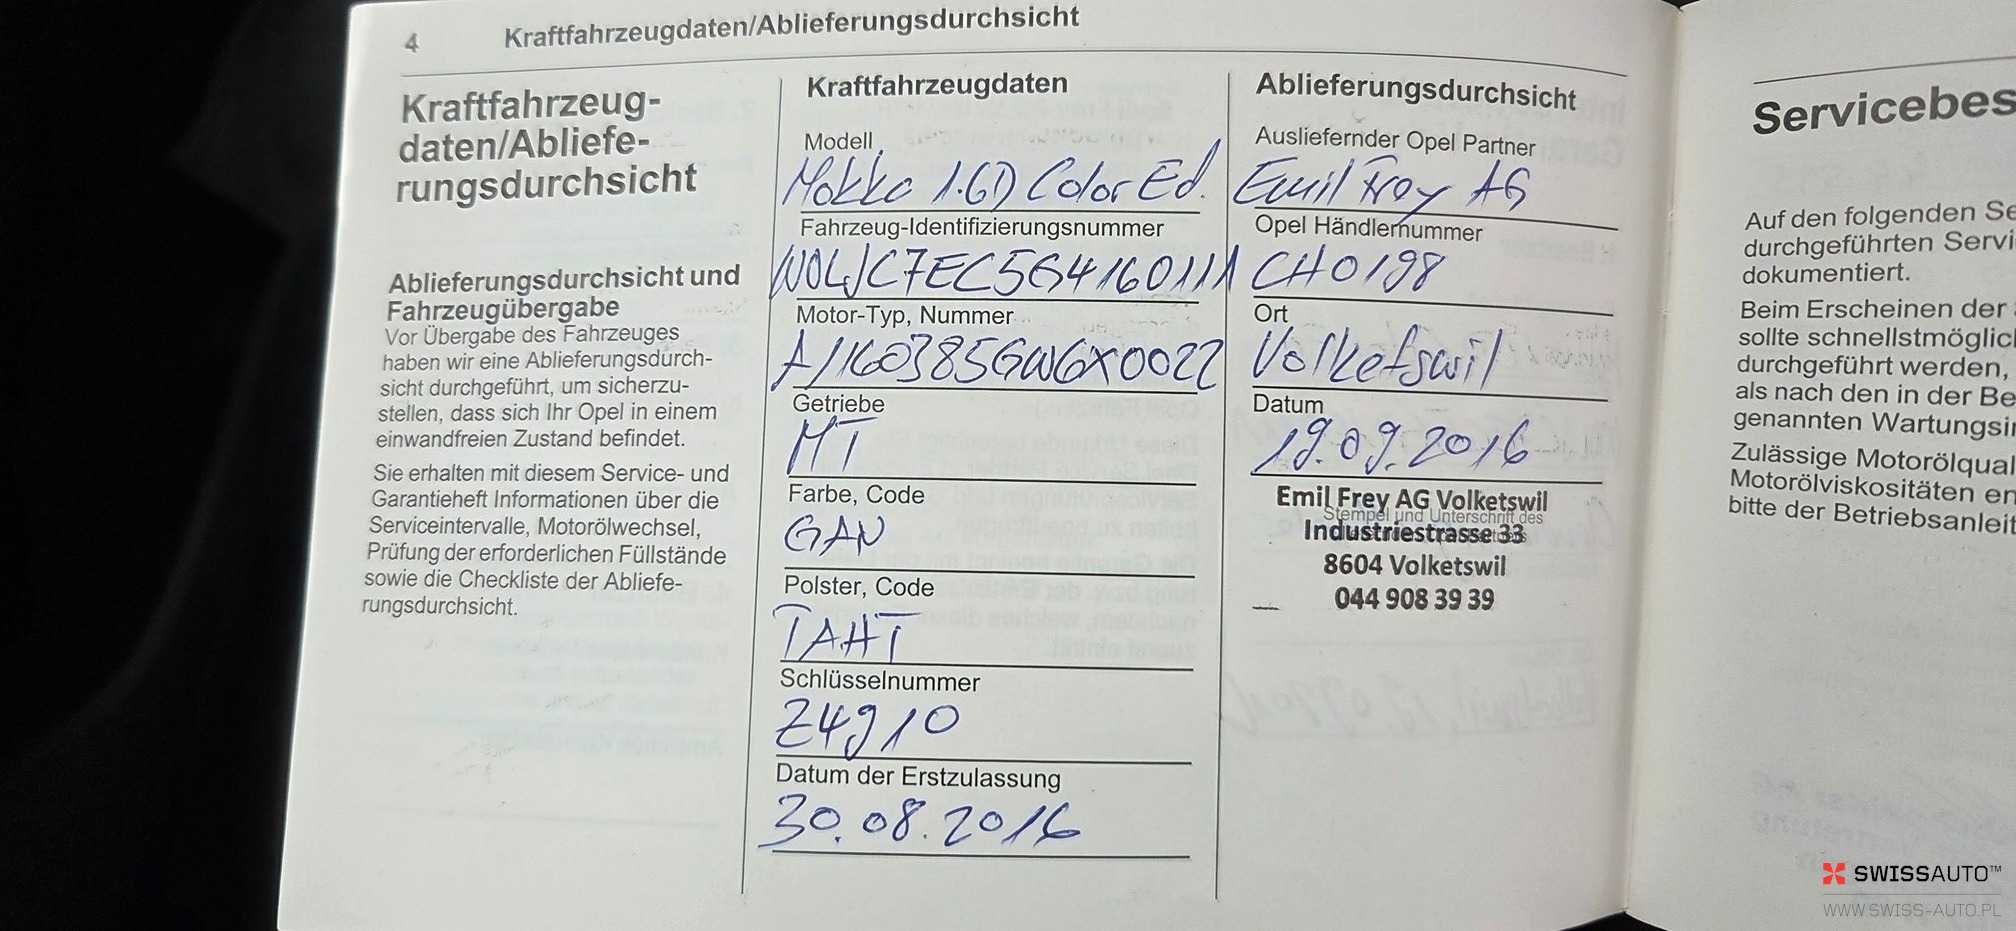 4 Kraftfahrzeugdaten/Ablieferungsdurchsicht
Kraftfahrzeug-
daten/Abliefe-
rungsdurchsicht
Ablieferungsdurchsicht und
Fahrzeugübergabe
Vor Übergabe des Fahrzeuges
haben wir eine Ablieferungsdurch-
sicht durchgeführt, um sicherzu-
stellen, dass sich Ihr Opel in einem
einwandfreien Zustand befindet.
Sie erhalten mit diesem Service- und
Garantieheft Informationen über die
Serviceintervalle, Motorölwechsel,
Prüfung der erforderlichen Füllstände
sowie die Checkliste der Abliefe-
rungsdurchsicht.
Kraftfahrzeugdaten
Modell
Mokka 1.6D Color Ed.
Fahrzeug-Identifizierungsnummer
W0LJC7EC5G4160111
Motor-Typ, Nummer
Getriebe
MT
Farbe, Code
GAN
Polster, Code
TAHT
Schlüsselnummer
Z4910
Datum der Erstzulassung
30.08.2016
Ablieferungsdurchsicht
Ausliefernder Opel Partner
Emil Frey AG
Opel Händlernummer
CH0198
Ort
Volketswil
Datum
19.09.2016
Emil Frey AG Volketswil
Stempel und Unterschrift des
Industriestrasse 33
8604 Volketswil
044 908 39 39
Servicebes
Auf den folgenden Se
durchgeführten Servi
dokumentiert.
Beim Erscheinen der
sollte schnellstmöglic
durchgeführt werden,
als nach den in der Be
genannten Wartungsi
Zulässige Motorölqual
Motorölviskositäten en
bitte der Betriebsanleit
SWISSAUTO™
WWW.SWISS-AUTO.PL